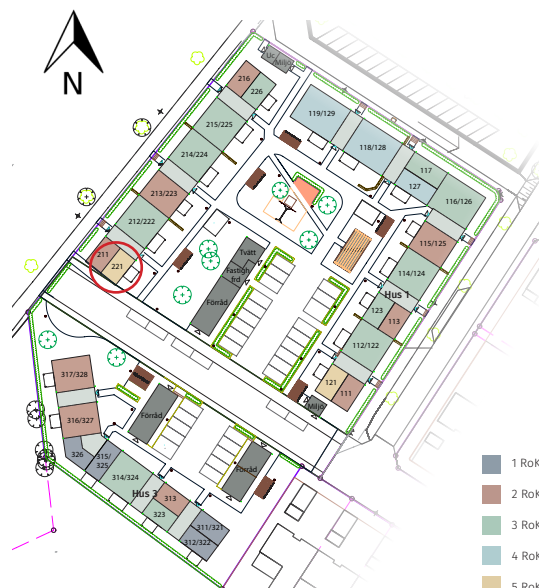 N
Uc/
Miljö
216
226
215/225
214/224
213/223
212/222
211
221
119/129
118/128
117
127
116/126
115/125
114/124
Hus 1
123
113
112/122
121
111
Miljö
Tvätt
Fastigh
frd
Förråd
317/328
316/327
326
315/
325
314/324
Hus 3
313
323
311/321
312/322
Förråd
Förråd
1 RoK
2 RoK
3 RoK
4 RoK
5 RoK